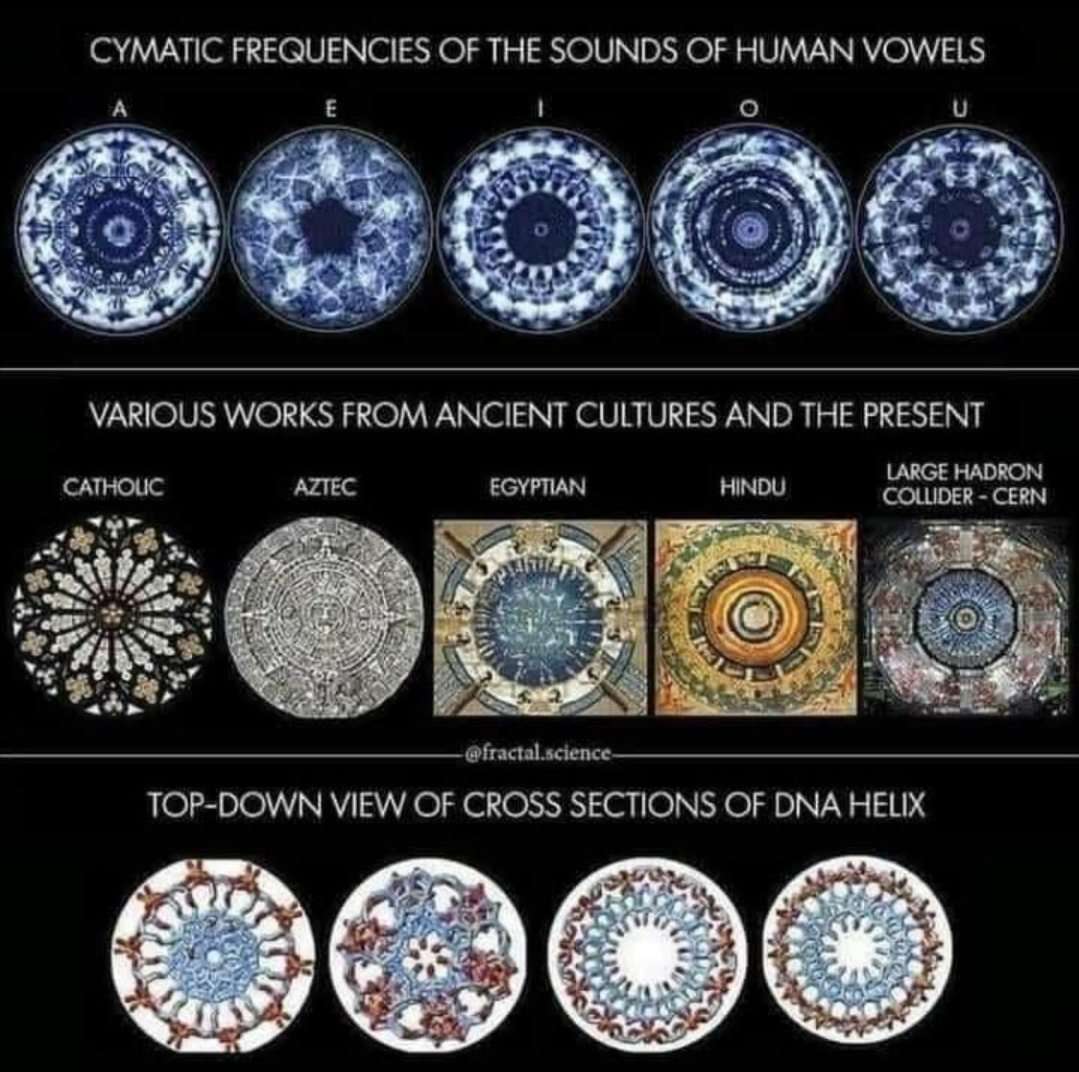 CYMATIC FREQUENCIES OF THE SOUNDS OF HUMAN VOWELS
A E I O U
VARIOUS WORKS FROM ANCIENT CULTURES AND THE PRESENT
CATHOLIC AZTEC EGYPTIAN HINDU LARGE HADRON
COLLIDER - CERN
@fractal.science
TOP-DOWN VIEW OF CROSS SECTIONS OF DNA HELIX